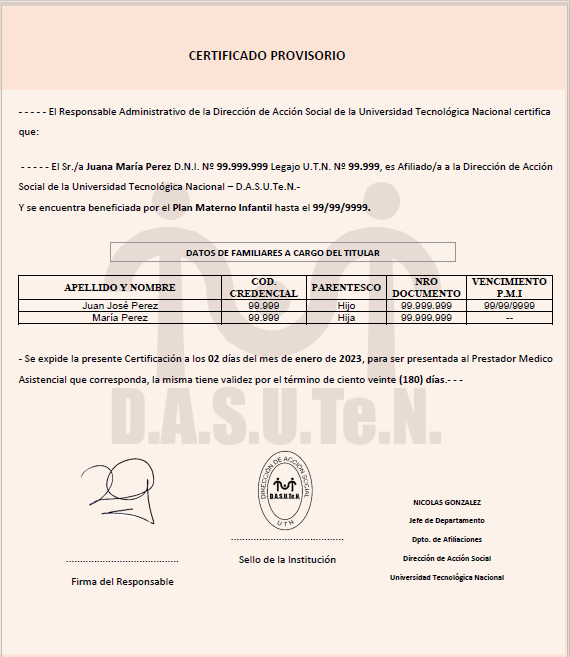 CERTIFICADO PROVISORIO
- - - - - El Responsable Administrativo de la Dirección de Acción Social de la Universidad Tecnológica Nacional certifica
que:
- - - - - El Sr./a Juana María Perez D.N.I. Nº 99.999.999 Legajo U.T.N. Nº 99.999, es Afiliado/a a la Dirección de Acción
Social de la Universidad Tecnológica Nacional – D.A.S.U.Te.N.-
Y se encuentra beneficiada por el Plan Materno Infantil hasta el 99/99/9999.
DATOS DE FAMILIARES A CARGO DEL TITULAR
APELLIDO Y NOMBRE COD. CREDENCIAL PARENTESCO NRO DOCUMENTO VENCIMIENTO P.M.I
Juan José Perez 99.999 Hijo 99.999.999 99/99/9999
María Perez 99.999 Hija 99.999.999 --
- Se expide la presente Certificación a los 02 días del mes de enero de 2023, para ser presentada al Prestador Medico
Asistencial que corresponda, la misma tiene validez por el término de ciento veinte (180) días.- - -
D.A.S.U.Te.N.
DIRECCIÓN DE ACCIÓN SOCIAL
D.A.S.U.Te.N.
UTN
Sello de la Institución
Firma del Responsable
NICOLAS GONZALEZ
Jefe de Departamento
Dpto. de Afiliaciones
Dirección de Acción Social
Universidad Tecnológica Nacional